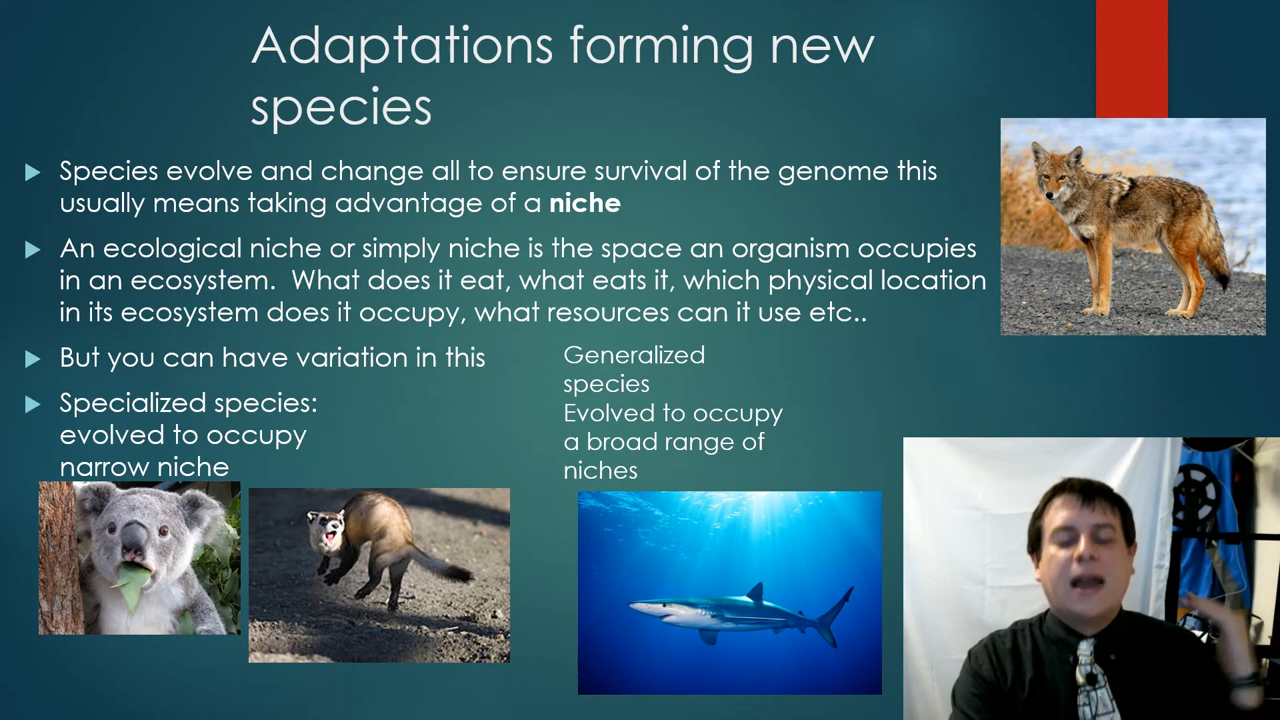 Adaptations forming new
species
Species evolve and change all to ensure survival of the genome this
usually means taking advantage of a niche
An ecological niche or simply niche is the space an organism occupies
in an ecosystem.  What does it eat, what eats it, which physical location
in its ecosystem does it occupy, what resources can it use etc..
But you can have variation in this
Specialized species:
evolved to occupy
narrow niche
Generalized
species
Evolved to occupy
a broad range of
niches